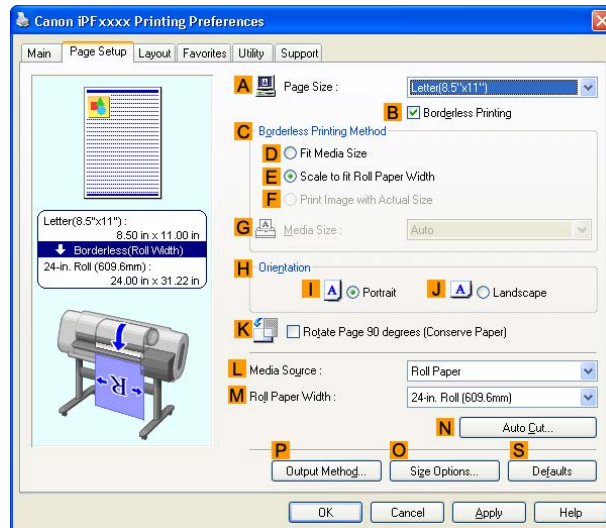 Canon iPFxxxx Printing Preferences
Main Page Setup Layout Favorites Utility Support
A Page Size : Letter(8.5"x11")
B Borderless Printing
C Borderless Printing Method
D Fit Media Size
E Scale to fit Roll Paper Width
F Print Image with Actual Size
G Media Size : Auto
Letter(8.5"x11") :
8.50 in x 11.00 in
Borderless(Roll Width)
24-in. Roll (609.6mm) :
24.00 in x 31.22 in
H Orientation
I A Portrait J A Landscape
K Rotate Page 90 degrees (Conserve Paper)
R
L Media Source : Roll Paper
M Roll Paper Width : 24-in. Roll (609.6mm)
N Auto Cut...
P O S
Output Method... Size Options... Defaults
OK Cancel Apply Help